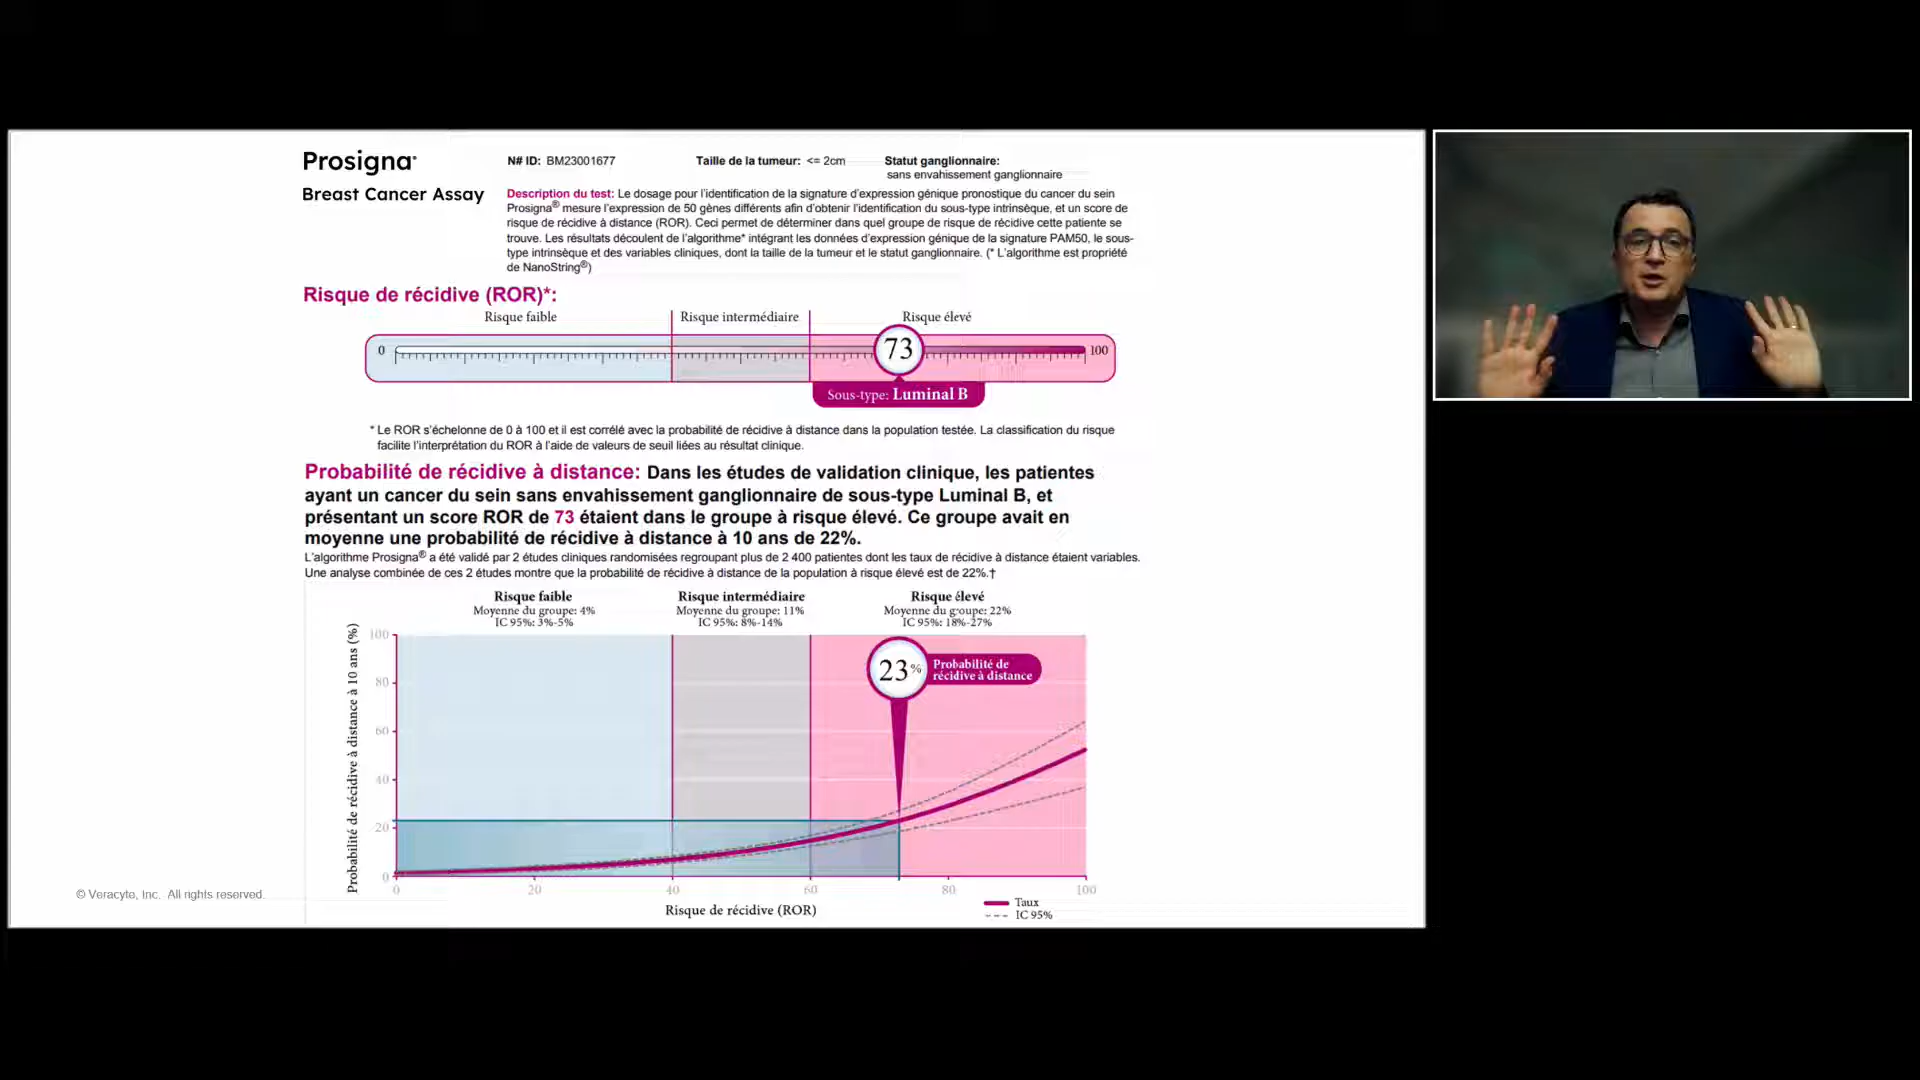 Prosigna®
Breast Cancer Assay
N# ID: BM23001677
Taille de la tumeur: <= 2cm
Statut ganglionnaire:
sans envahissement ganglionnaire
Description du test: Le dosage pour l'identification de la signature d'expression génique pronostique du cancer du sein
Prosigna® mesure l'expression de 50 gènes différents afin d'obtenir l'identification du sous-type intrinsèque, et un score de
risque de récidive à distance (ROR). Ceci permet de déterminer dans quel groupe de risque de récidive cette patiente se
trouve. Les résultats découlent de l'algorithme* intégrant les données d'expression génique de la signature PAM50, le sous-
type intrinsèque et des variables cliniques, dont la taille de la tumeur et le statut ganglionnaire. (* L'algorithme est propriété
de NanoString®)
Risque de récidive (ROR)*:
Risque faible
Risque intermédiaire
Risque élevé
0
73
100
Sous-type: Luminal B
* Le ROR s'échelonne de 0 à 100 et il est corrélé avec la probabilité de récidive à distance dans la population testée. La classification du risque
facilite l'interprétation du ROR à l'aide de valeurs de seuil liées au résultat clinique.
Probabilité de récidive à distance: Dans les études de validation clinique, les patientes
ayant un cancer du sein sans envahissement ganglionnaire de sous-type Luminal B, et
présentant un score ROR de 73 étaient dans le groupe à risque élevé. Ce groupe avait en
moyenne une probabilité de récidive à distance à 10 ans de 22%.
L'algorithme Prosigna® a été validé par 2 études cliniques randomisées regroupant plus de 2 400 patientes dont les taux de récidive à distance étaient variables.
Une analyse combinée de ces 2 études montre que la probabilité de récidive à distance de la population à risque élevé est de 22%.†
Risque faible
Moyenne du groupe: 4%
IC 95%: 3%-5%
Risque intermédiaire
Moyenne du groupe: 11%
IC 95%: 8%-14%
Risque élevé
Moyenne du groupe: 22%
IC 95%: 18%-27%
Probabilité de récidive à distance à 10 ans (%)
100
80
60
40
20
0
23%
Probabilité de
récidive à distance
0
20
40
60
80
100
Risque de récidive (ROR)
Taux
IC 95%
© Veracyte, Inc. All rights reserved.